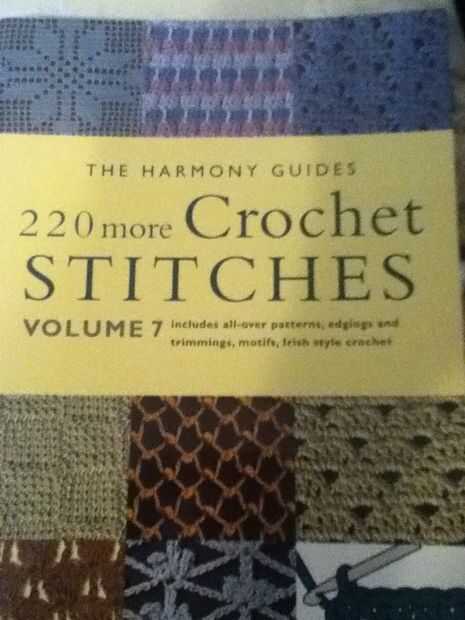 THE HARMONY GUIDES
220 more Crochet
STITCHES
VOLUME 7 includes all-over patterns, edgings and
trimmings, motifs, Irish style crochet